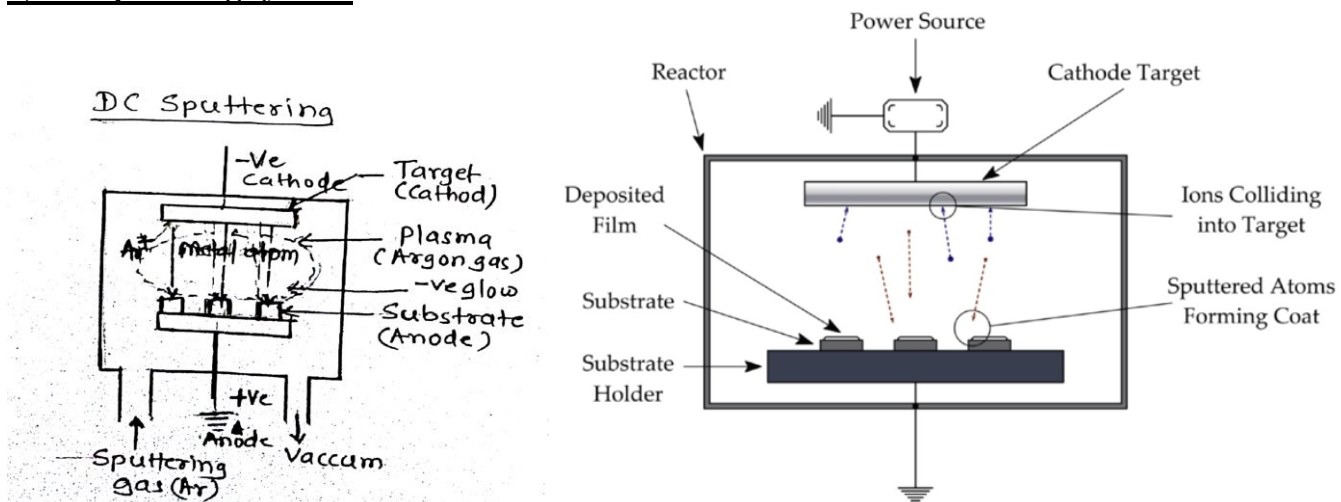 DC Sputtering
-Ve
Cathode
Target
(Cathod)
Ar+
Metal atom
Plasma
(Argon gas)
-ve glow
Substrate
(Anode)
+Ve
Anode
Sputtering
gas (Ar)
Vaccum
Power Source
Reactor
Cathode Target
Deposited
Film
Ions Colliding
into Target
Substrate
Sputtered Atoms
Forming Coat
Substrate
Holder